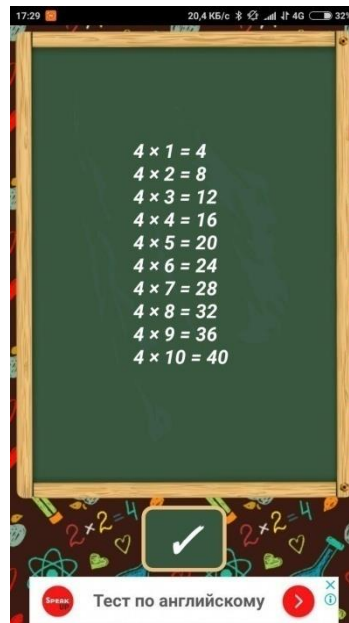 17:29 20,4 КБ/с 4G 32%
4 × 1 = 4
4 × 2 = 8
4 × 3 = 12
4 × 4 = 16
4 × 5 = 20
4 × 6 = 24
4 × 7 = 28
4 × 8 = 32
4 × 9 = 36
4 × 10 = 40
2×2=4
2×2=4
SPEAK UP
Тест по английскому